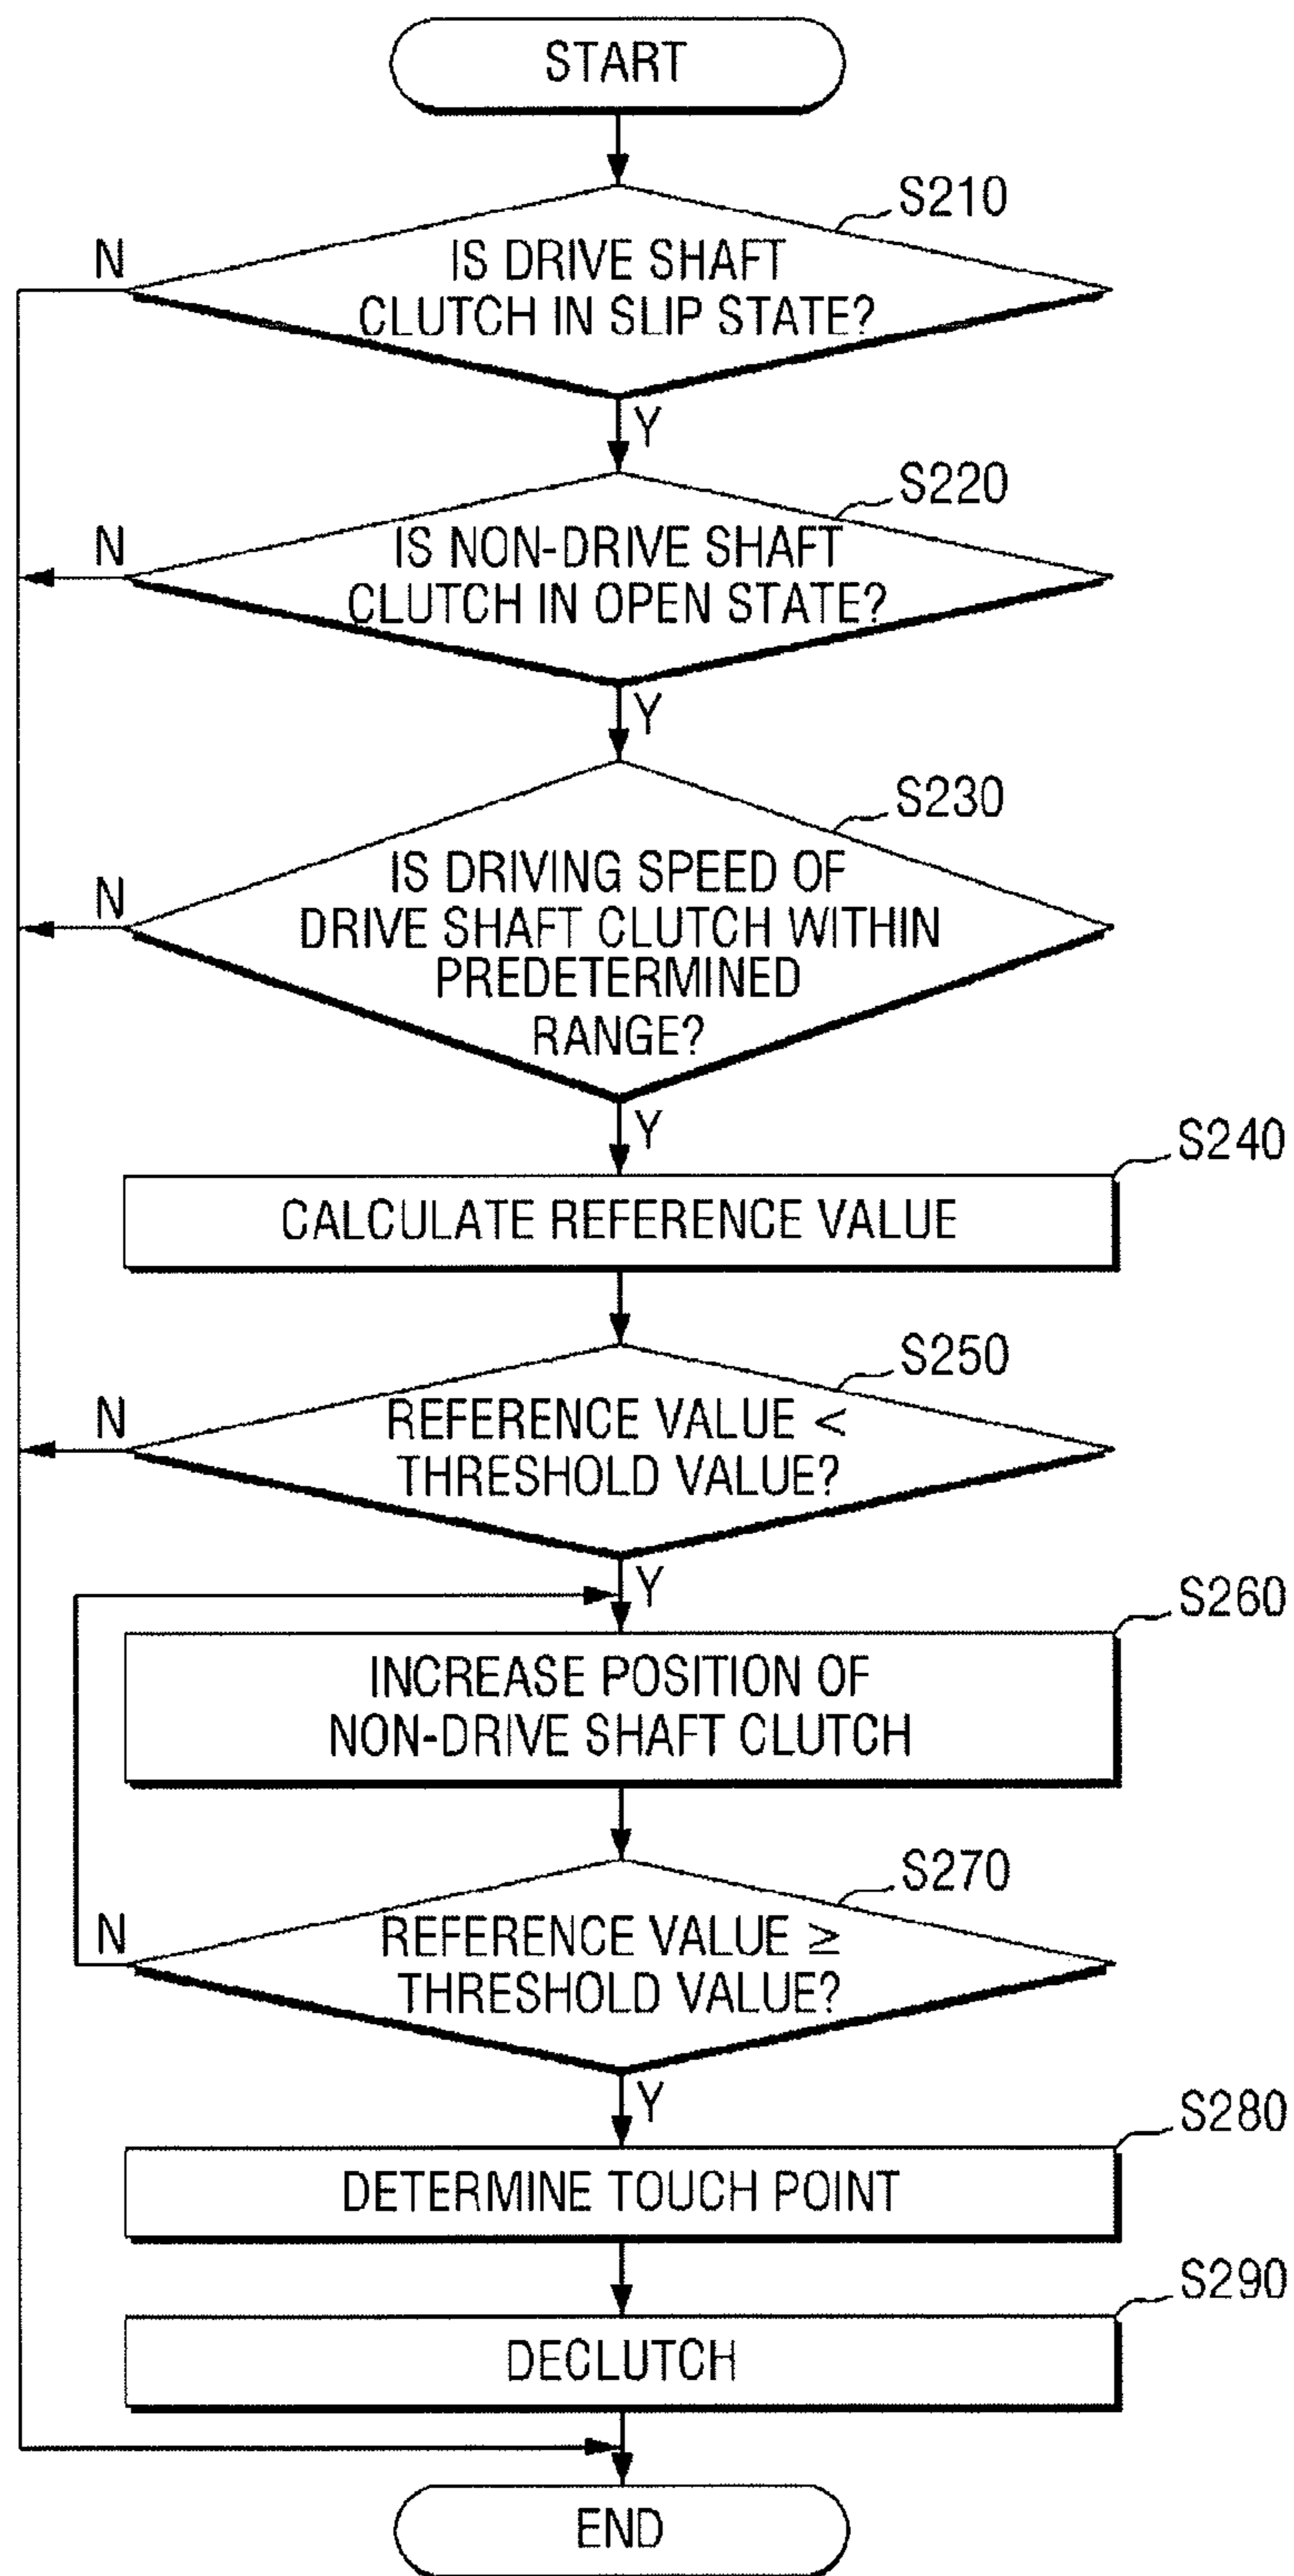 START
S210
N
IS DRIVE SHAFT
CLUTCH IN SLIP STATE?
Y
S220
N
IS NON-DRIVE SHAFT
CLUTCH IN OPEN STATE?
Y
S230
N
IS DRIVING SPEED OF
DRIVE SHAFT CLUTCH WITHIN
PREDETERMINED
RANGE?
Y
S240
CALCULATE REFERENCE VALUE
S250
N
REFERENCE VALUE <
THRESHOLD VALUE?
Y
S260
INCREASE POSITION OF
NON-DRIVE SHAFT CLUTCH
S270
N
REFERENCE VALUE ≥
THRESHOLD VALUE?
Y
S280
DETERMINE TOUCH POINT
S290
DECLUTCH
END